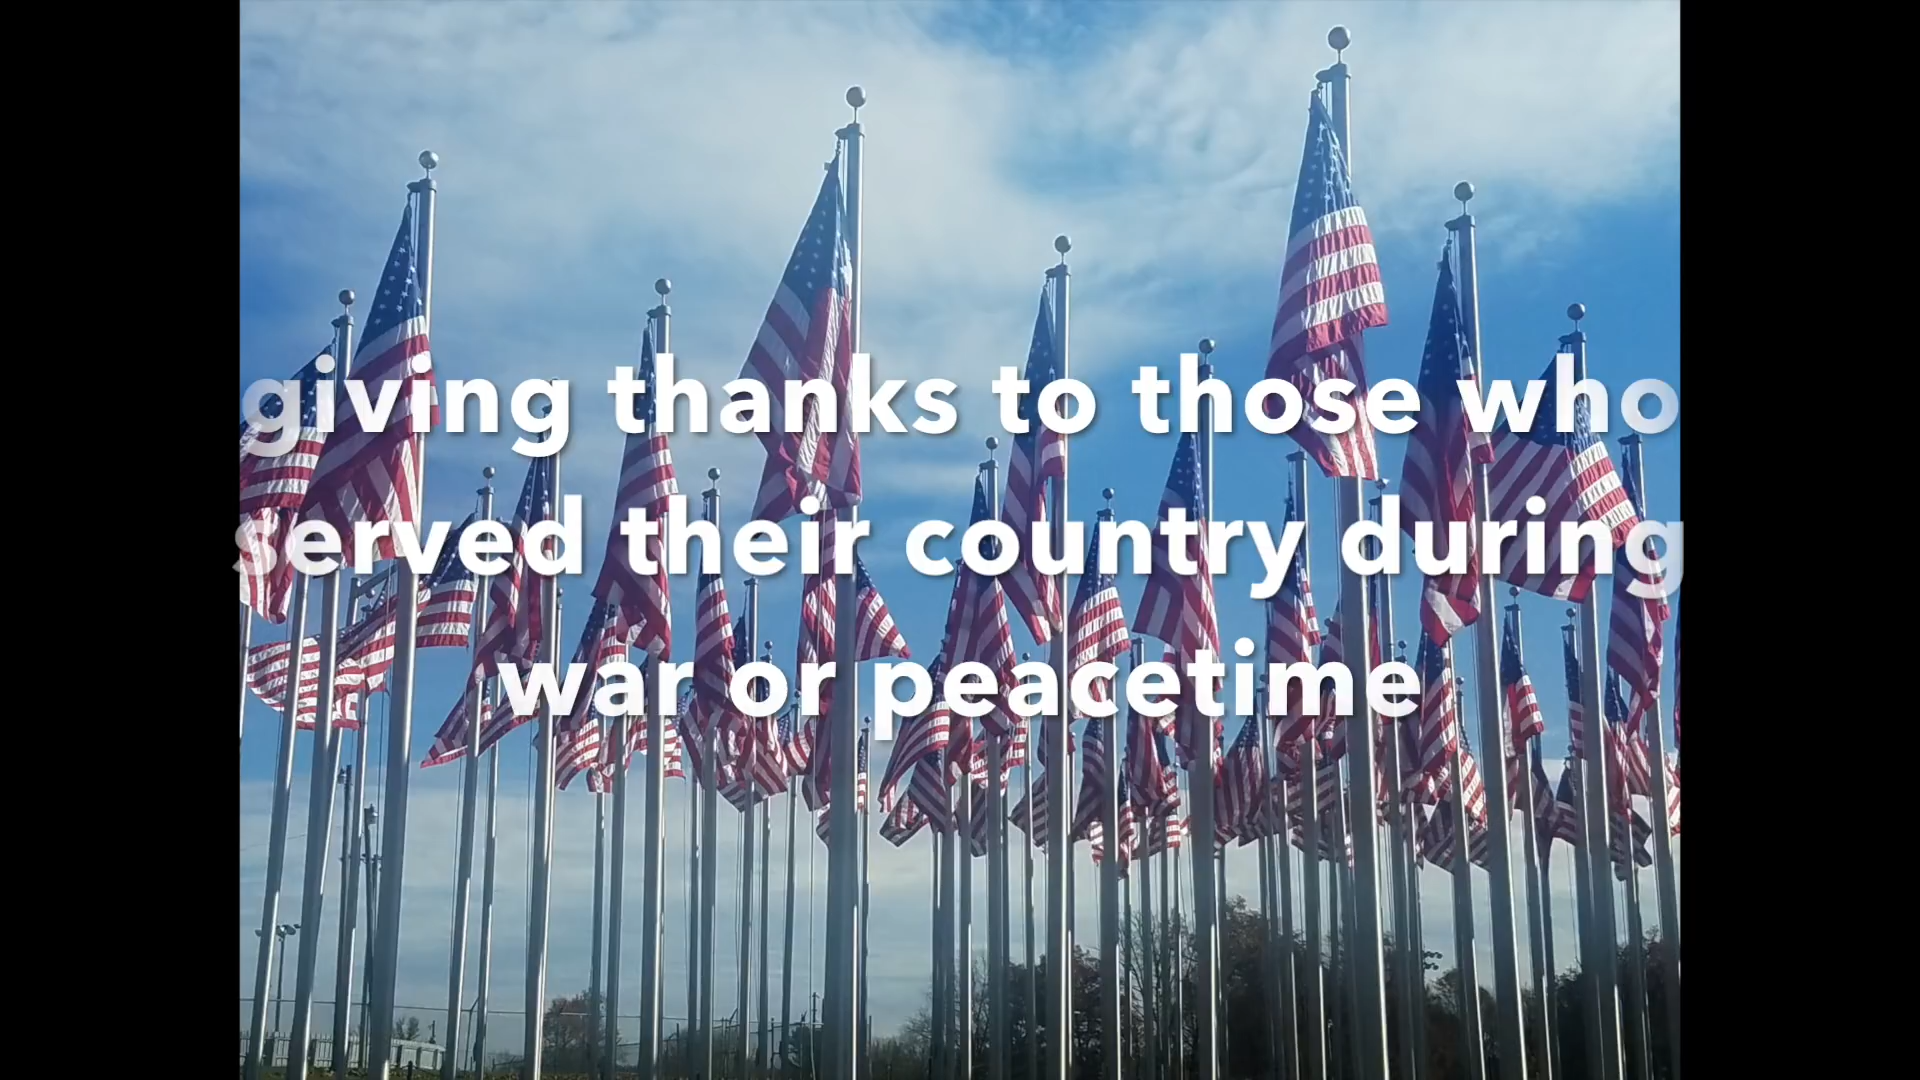 giving thanks to those who
served their country during
war or peacetime